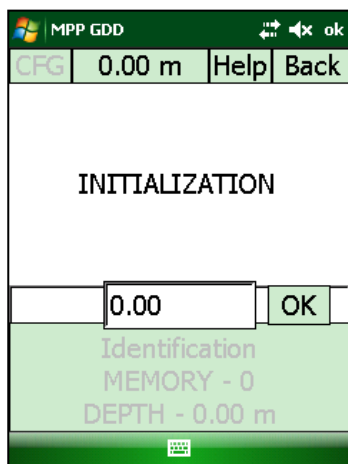 MPP GDD ok
CFG 0.00 m Help Back
INITIALIZATION
0.00 OK
Identification
MEMORY - 0
DEPTH - 0.00 m